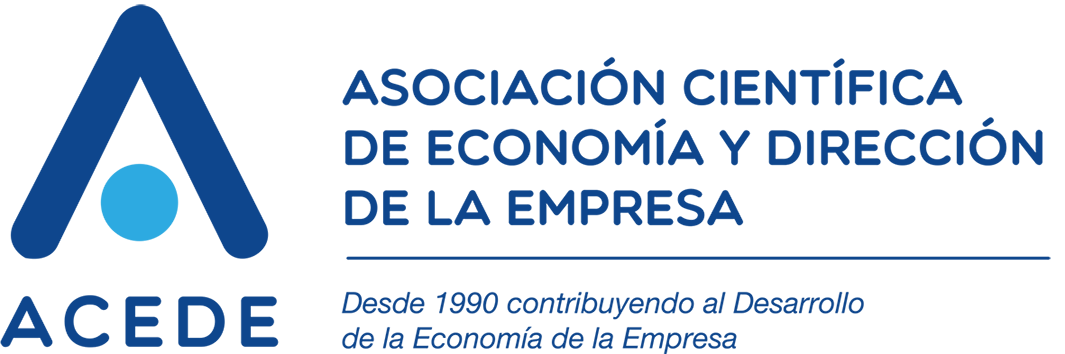 ACEDE
ASOCIACIÓN CIENTÍFICA
DE ECONOMÍA Y DIRECCIÓN
DE LA EMPRESA
Desde 1990 contribuyendo al Desarrollo
de la Economía de la Empresa